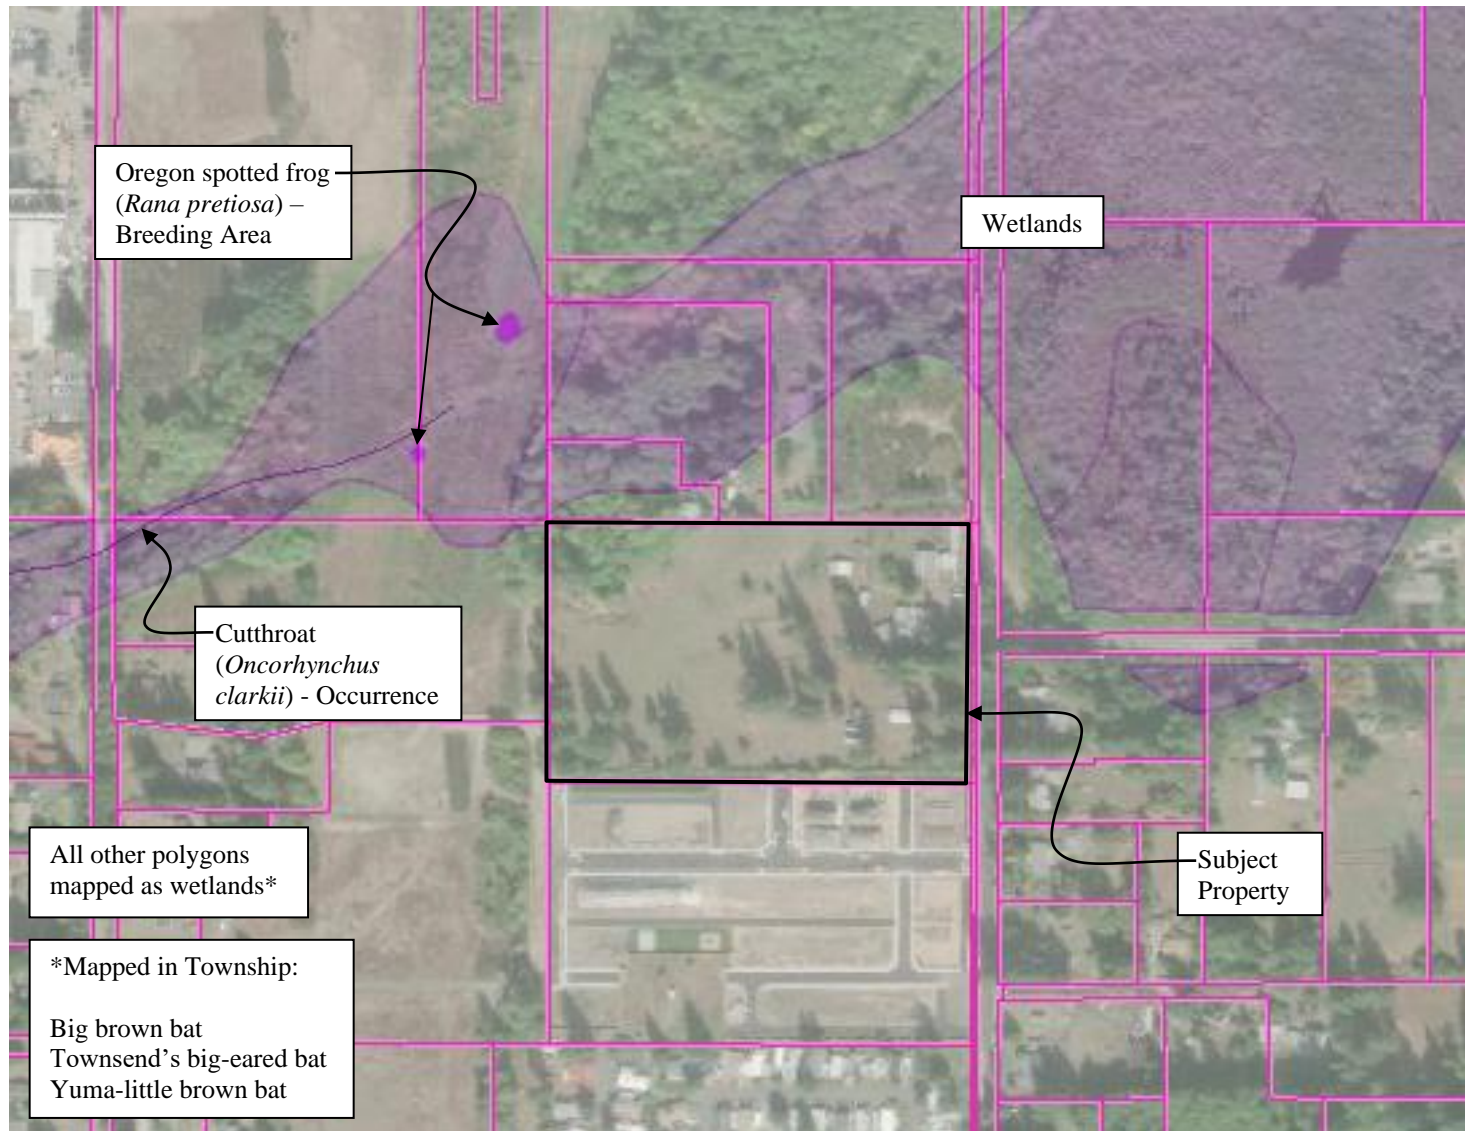 Oregon spotted frog
(Rana pretiosa) –
Breeding Area
Wetlands
Cutthroat
(Oncorhynchus
clarkii) - Occurrence
All other polygons
mapped as wetlands*
Subject
Property
*Mapped in Township:
Big brown bat
Townsend’s big-eared bat
Yuma-little brown bat